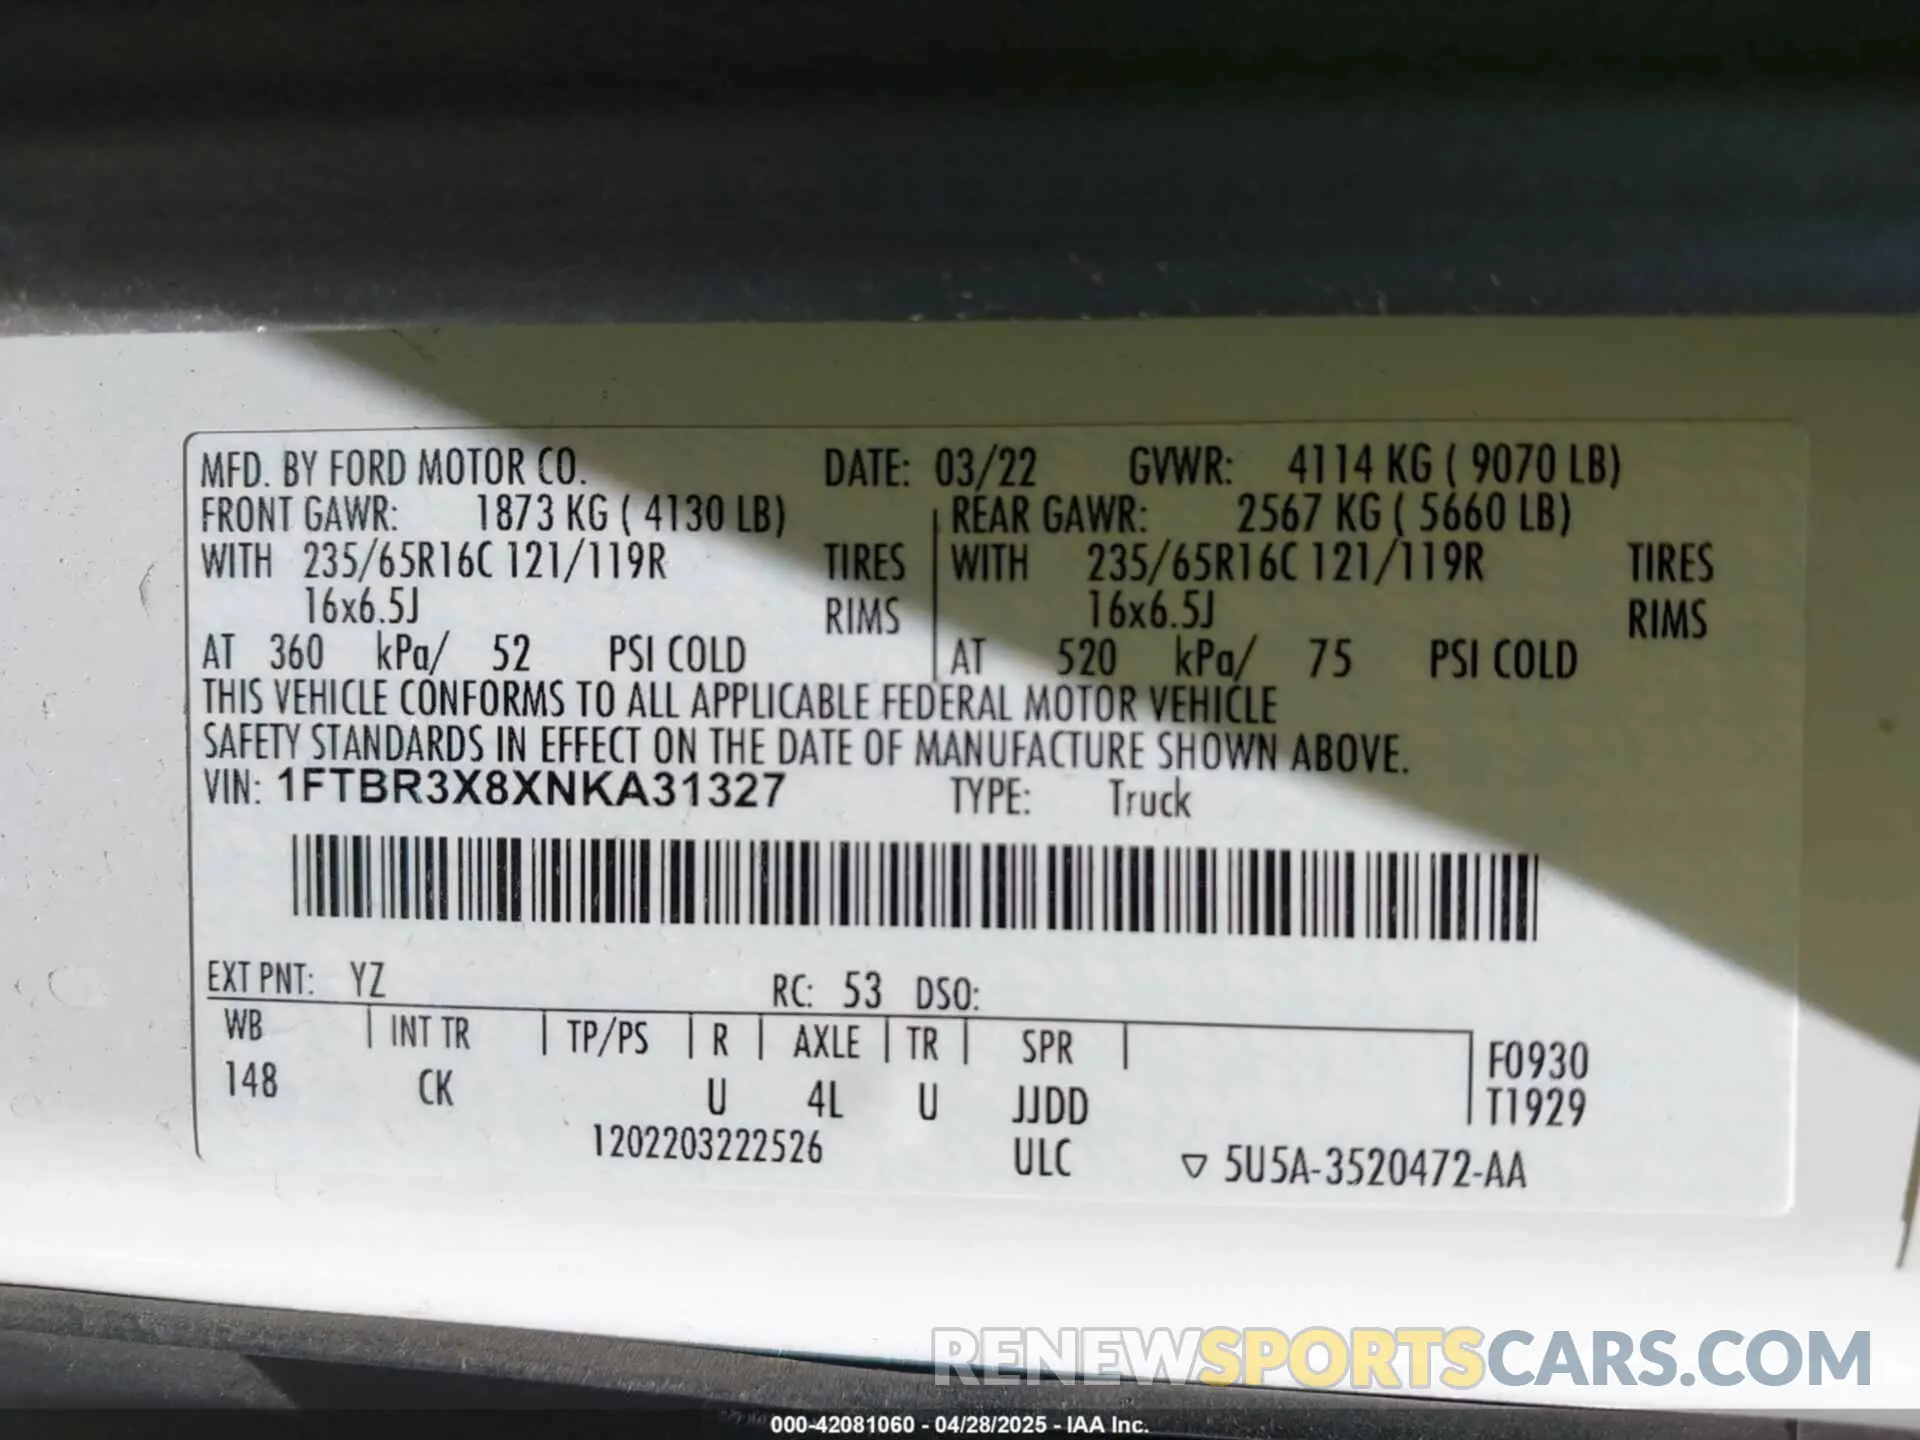 MFD. BY FORD MOTOR CO. DATE: 03/22 GVWR: 4114 KG ( 9070 LB)
FRONT GAWR: 1873 KG ( 4130 LB) REAR GAWR: 2567 KG ( 5660 LB)
WITH 235/65R16C 121/119R TIRES WITH 235/65R16C 121/119R TIRES
16x6.5J RIMS 16x6.5J RIMS
AT 360 kPa/ 52 PSI COLD AT 520 kPa/ 75 PSI COLD
THIS VEHICLE CONFORMS TO ALL APPLICABLE FEDERAL MOTOR VEHICLE
SAFETY STANDARDS IN EFFECT ON THE DATE OF MANUFACTURE SHOWN ABOVE.
VIN: 1FTBR3X8XNKA31327 TYPE: Truck
EXT PNT: YZ RC: 53 DSO:
WB INT TR TP/PS R AXLE TR SPR F0930
148 CK U 4L U JJDD T1929
1202203222526 ULC ▽ 5U5A-3520472-AA
RENEWSPORTSCARS.COM
000-42081060 - 04/28/2025 - IAA Inc.